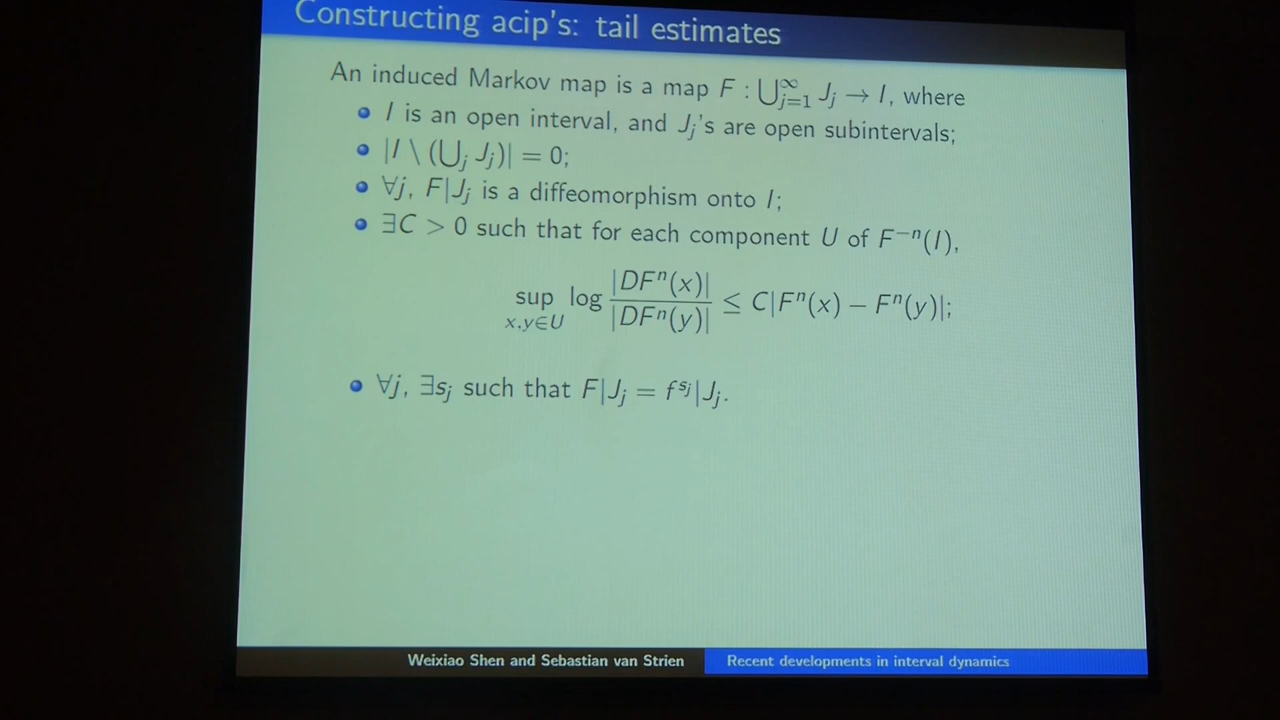 Constructing acip's: tail estimates
An induced Markov map is a map F : ⋃_{j=1}^∞ J_j → I, where
I is an open interval, and J_j's are open subintervals;
|I \ (⋃_j J_j)| = 0;
∀j, F|J_j is a diffeomorphism onto I;
∃C > 0 such that for each component U of F^{-n}(I),
sup_{x,y∈U} log |DF^n(x)| / |DF^n(y)| ≤ C|F^n(x) − F^n(y)|;
∀j, ∃s_j such that F|J_j = f^{s_j}|J_j.
Weixiao Shen and Sebastian van Strien Recent developments in interval dynamics